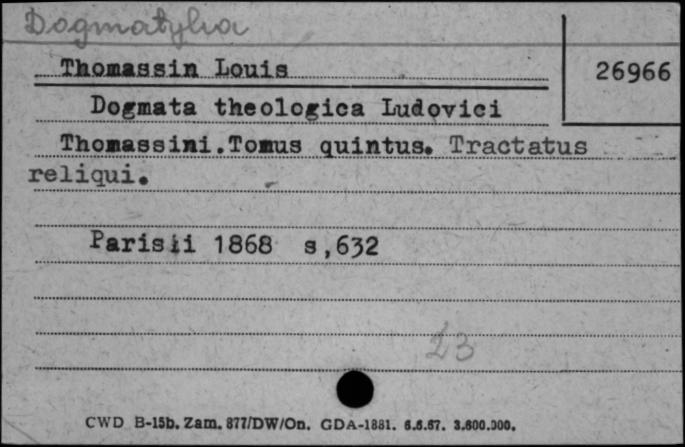 Dogmatyka
Thomassin Louis
26966
Dogmata theologica Ludovici
Thomassini.Tomus quintus. Tractatus
reliqui.
Parisii 1868 s,632
23
CWD B-15b. Zam. 877/DW/On. GDA-1881. 6.6.67. 3.600.000.